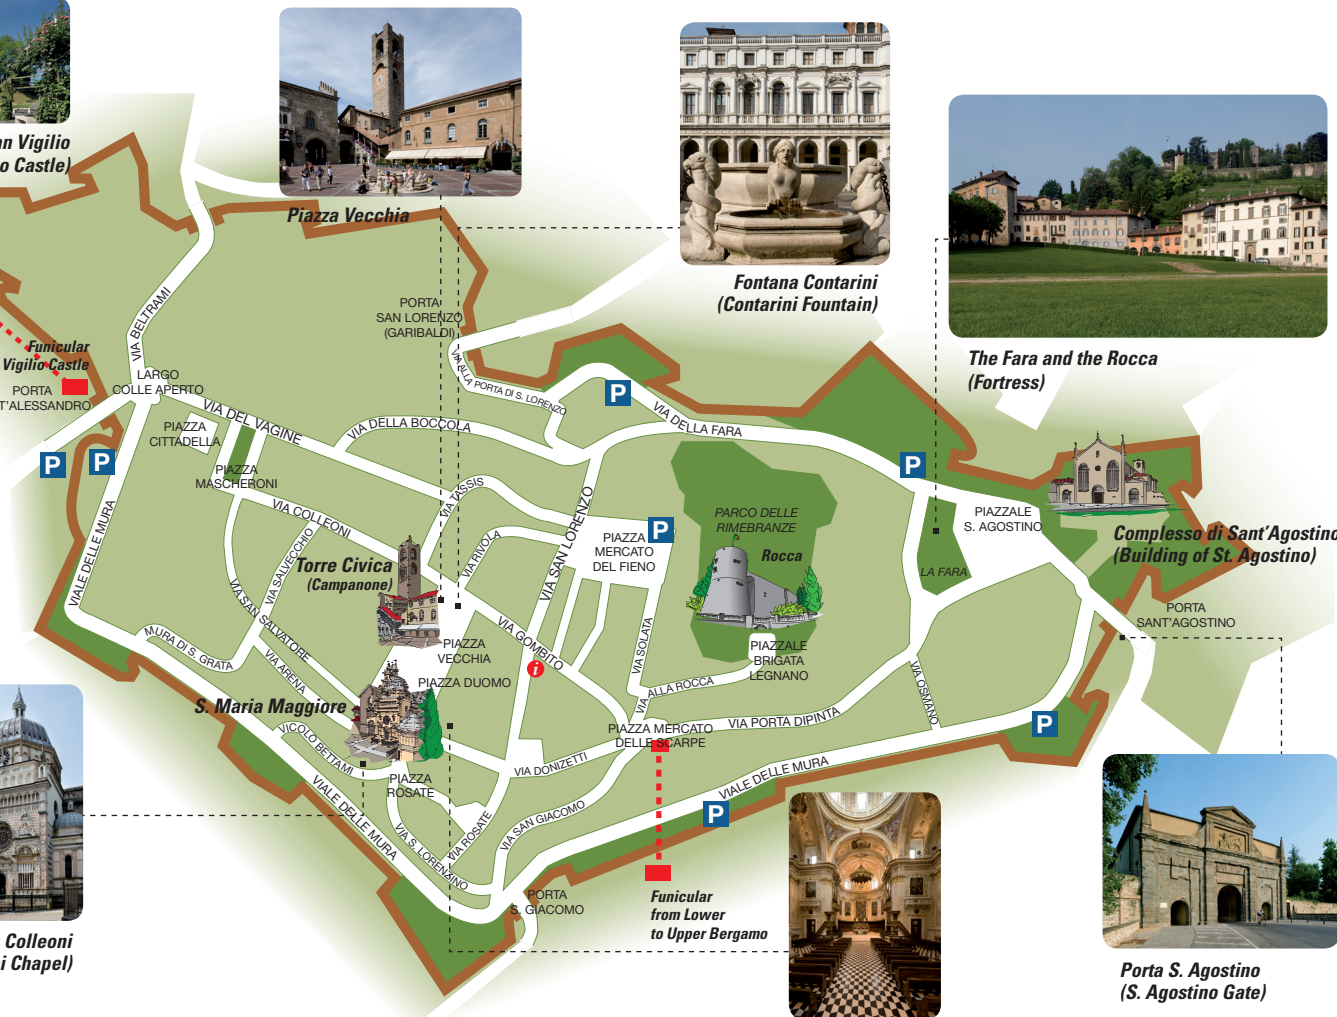 an Vigilio
o Castle)
Piazza Vecchia
Fontana Contarini
(Contarini Fountain)
The Fara and the Rocca
(Fortress)
PORTA
SAN LORENZO
(GARIBALDI)
VIA BELTRAMI
Funicular
Vigilio Castle
PORTA
T'ALESSANDRO
LARGO
COLLE APERTO
VIA ALLA PORTA DI S. LORENZO
P
VIA DEL VAGINE
VIA DELLA BOCCOLA
VIA DELLA FARA
PIAZZA
CITTADELLA
P
P
P
PIAZZA
MASCHERONI
VIA TASSIS
VIA COLLEONI
VIA SAN LORENZO
P
PIAZZA
MERCATO
DEL FIENO
PARCO DELLE
RIMEBRANZE
Rocca
PIAZZALE
S. AGOSTINO
Complesso di Sant'Agostino
(Building of St. Agostino)
VIALE DELLE MURA
VIA SALVECCHIO
Torre Civica
(Campanone)
VIA RIVOLA
LA FARA
VIA SAN SALVATORE
PORTA
SANT'AGOSTINO
MURA DI S. GRATA
VIA ARENA
PIAZZA
VECCHIA
VIA GOMBITO
i
VIA SOLATA
PIAZZALE
BRIGATA
LEGNANO
PIAZZA DUOMO
VIA ALLA ROCCA
VIA OSMANO
S. Maria Maggiore
VICOLO BETTAMI
PIAZZA MERCATO
DELLE SCARPE
VIA PORTA DIPINTA
P
PIAZZA
ROSATE
VIA DONIZETTI
VIALE DELLE MURA
VIALE DELLE MURA
VIA S. LORENZINO
VIA ROSATE
VIA SAN GIACOMO
P
PORTA
S. GIACOMO
Funicular
from Lower
to Upper Bergamo
Colleoni
i Chapel)
Porta S. Agostino
(S. Agostino Gate)